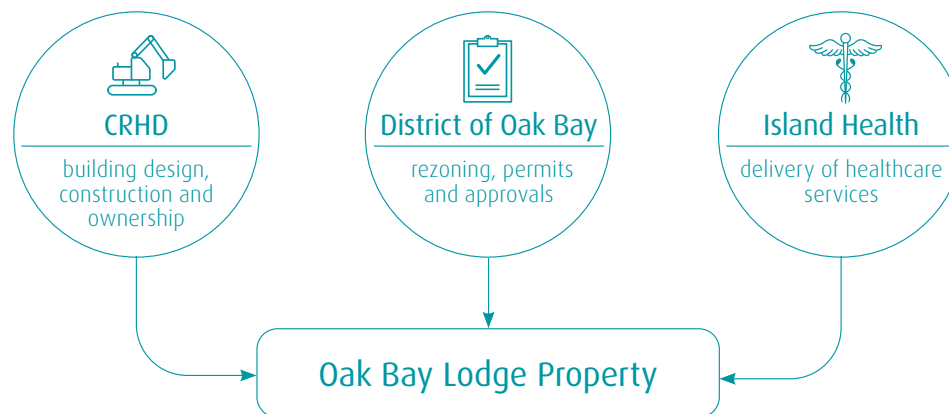 CRHD
building design,
construction and
ownership
District of Oak Bay
rezoning, permits
and approvals
Island Health
delivery of healthcare
services
Oak Bay Lodge Property